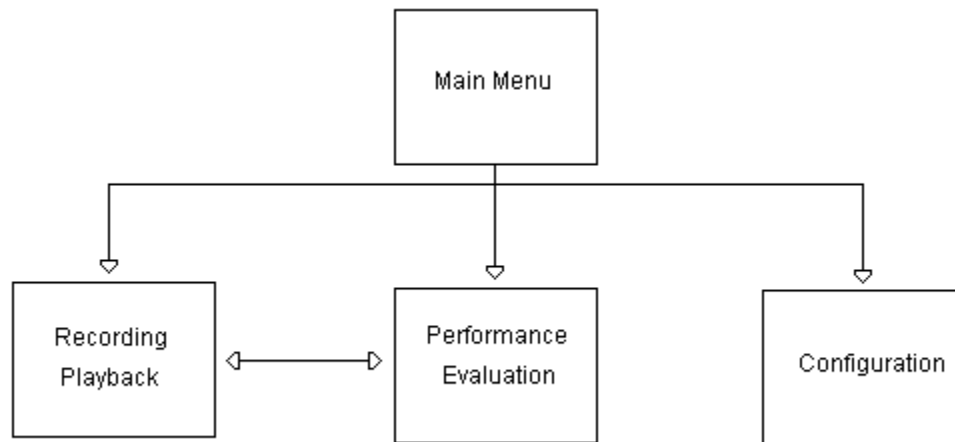 Main Menu
Recording
Playback
Performance
Evaluation
Configuration